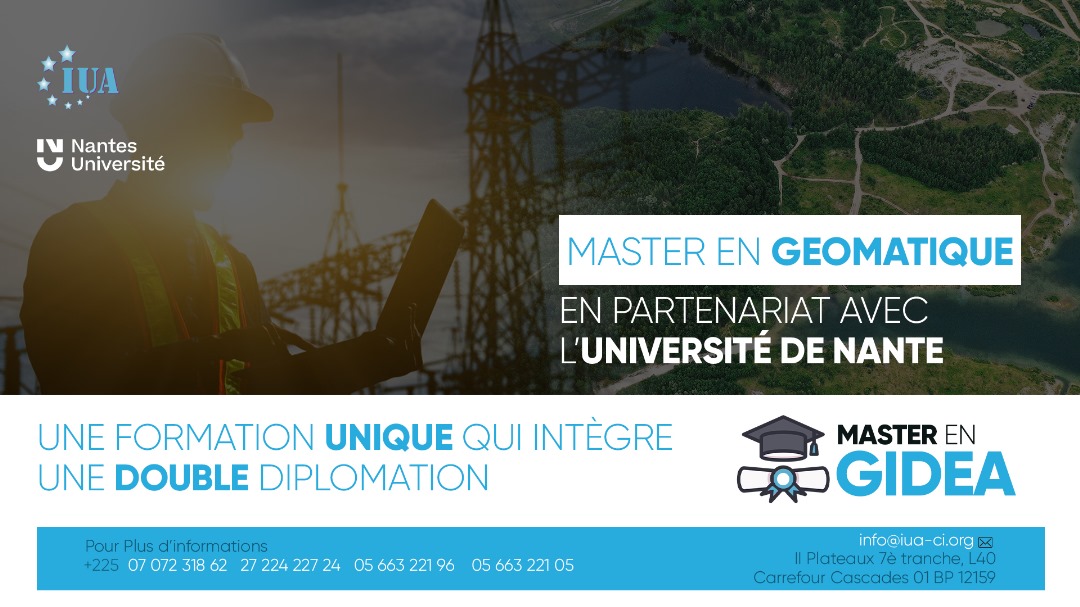 IUA
Nantes
Université
MASTER EN GEOMATIQUE
EN PARTENARIAT AVEC
L'UNIVERSITÉ DE NANTE
UNE FORMATION UNIQUE QUI INTÈGRE
UNE DOUBLE DIPLOMATION
MASTER EN
GIDEA
Pour Plus d'informations
+225 07 072 318 62 27 224 227 24 05 663 221 96 05 663 221 05
info@iua-ci.org
II Plateaux 7è tranche, L40
Carrefour Cascades 01 BP 12159